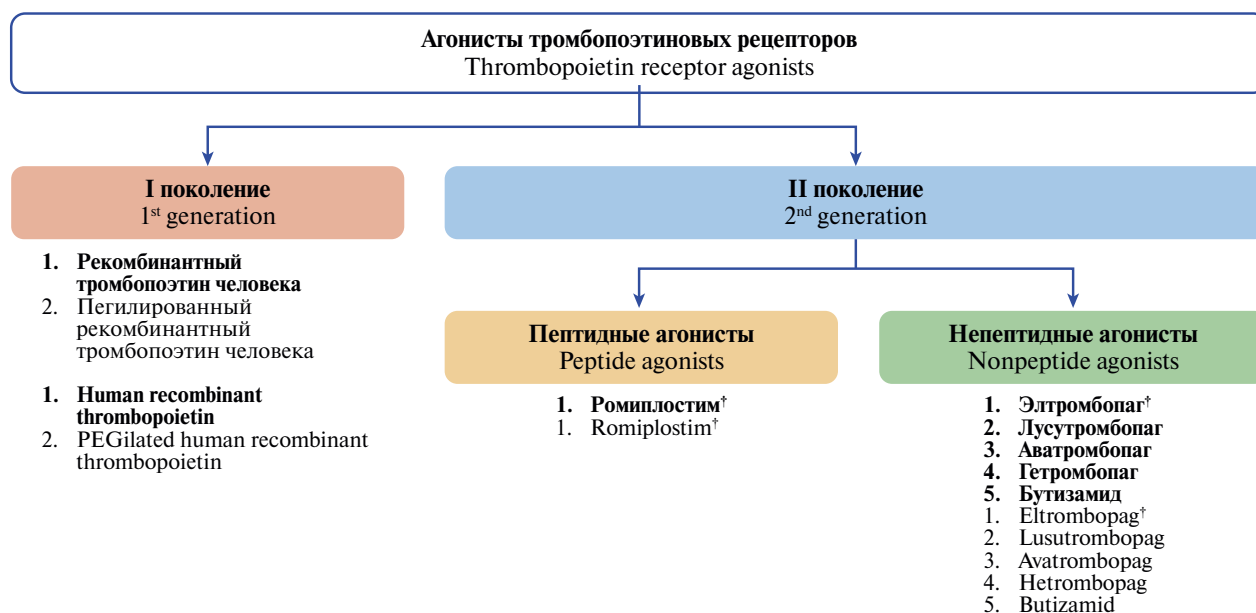 Агонисты тромбопоэтиновых рецепторов
Thrombopoietin receptor agonists
I поколение
1st generation
1. Рекомбинантный
тромбопоэтин человека
2. Пегилированный
рекомбинантный
тромбопоэтин человека
1. Human recombinant
thrombopoietin
2. PEGilated human recombinant
thrombopoietin
II поколение
2nd generation
Пептидные агонисты
Peptide agonists
1. Ромиплостим†
1. Romiplostim†
Непептидные агонисты
Nonpeptide agonists
1. Элтромбопаг†
2. Лусутромбопаг
3. Аватромбопаг
4. Гетромбопаг
5. Бутизамид
1. Eltrombopag†
2. Lusutrombopag
3. Avatrombopag
4. Hetrombopag
5. Butizamid